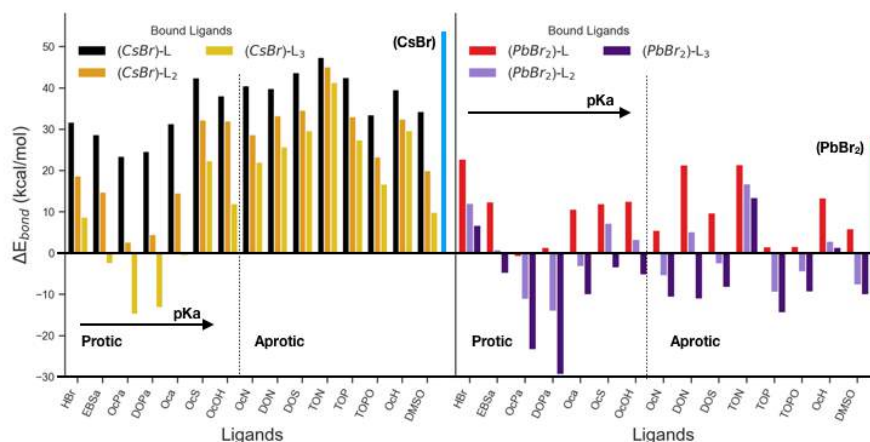 Bound Ligands
(CsBr)-L
(CsBr)-L₃
(CsBr)-L₂
(CsBr)
Bound Ligands
(PbBr₂)-L
(PbBr₂)-L₃
(PbBr₂)-L₂
pKa
(PbBr₂)
ΔE_bond (kcal/mol)
50
40
30
20
10
0
−10
−20
−30
pKa
Protic
Aprotic
Protic
Aprotic
HBr
EBSa
OcPa
DOPa
Oca
OcS
OcOH
OcN
DON
DOS
TON
TOP
TOPO
OcH
DMSO
HBr
EBSa
OcPa
DOPa
Oca
OcS
OcOH
OcN
DON
DOS
TON
TOP
TOPO
OcH
DMSO
Ligands
Ligands